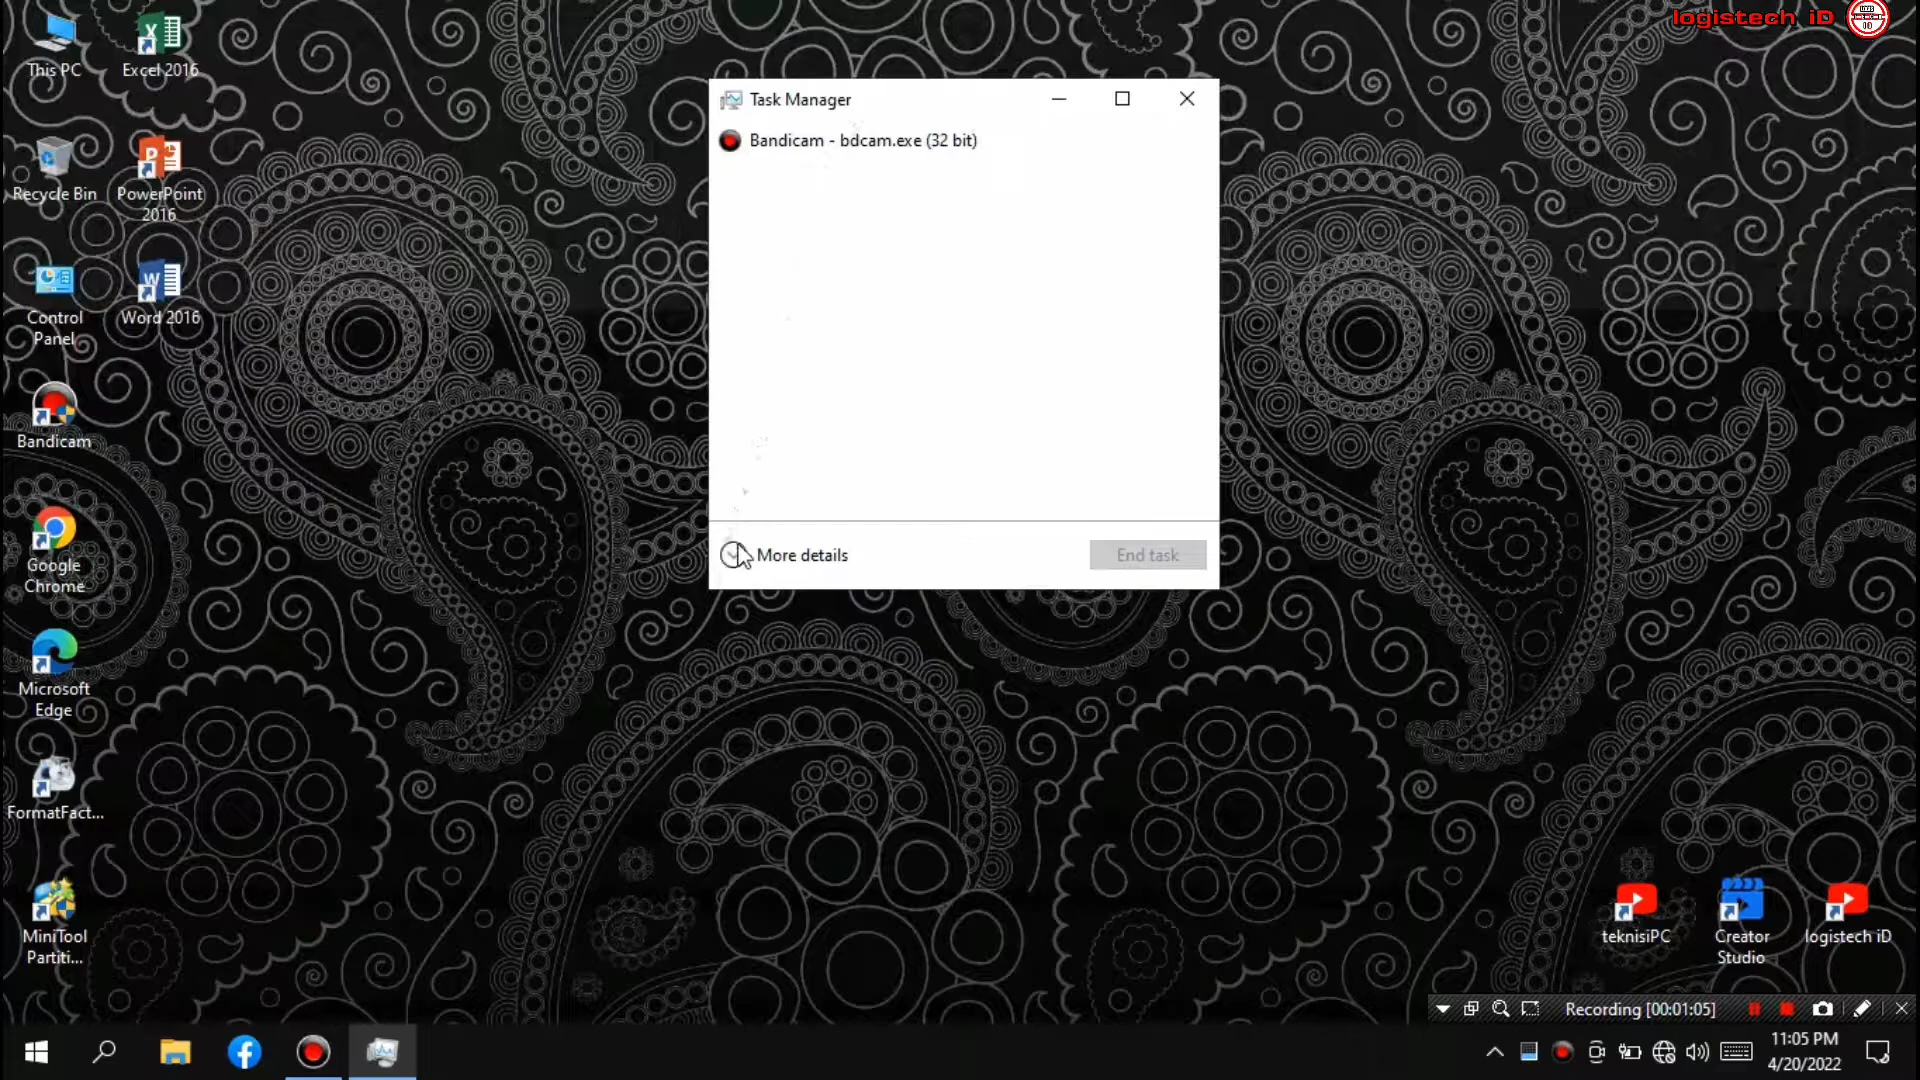 logistech iD
This PC
Excel 2016
Recycle Bin
PowerPoint
2016
Control
Panel
Word 2016
Bandicam
Google
Chrome
Microsoft
Edge
FormatFact...
MiniTool
Partiti...
Task Manager
Bandicam - bdcam.exe (32 bit)
More details
End task
teknisiPC
Creator
Studio
logistech iD
Recording [00:01:05]
11:05 PM
4/20/2022